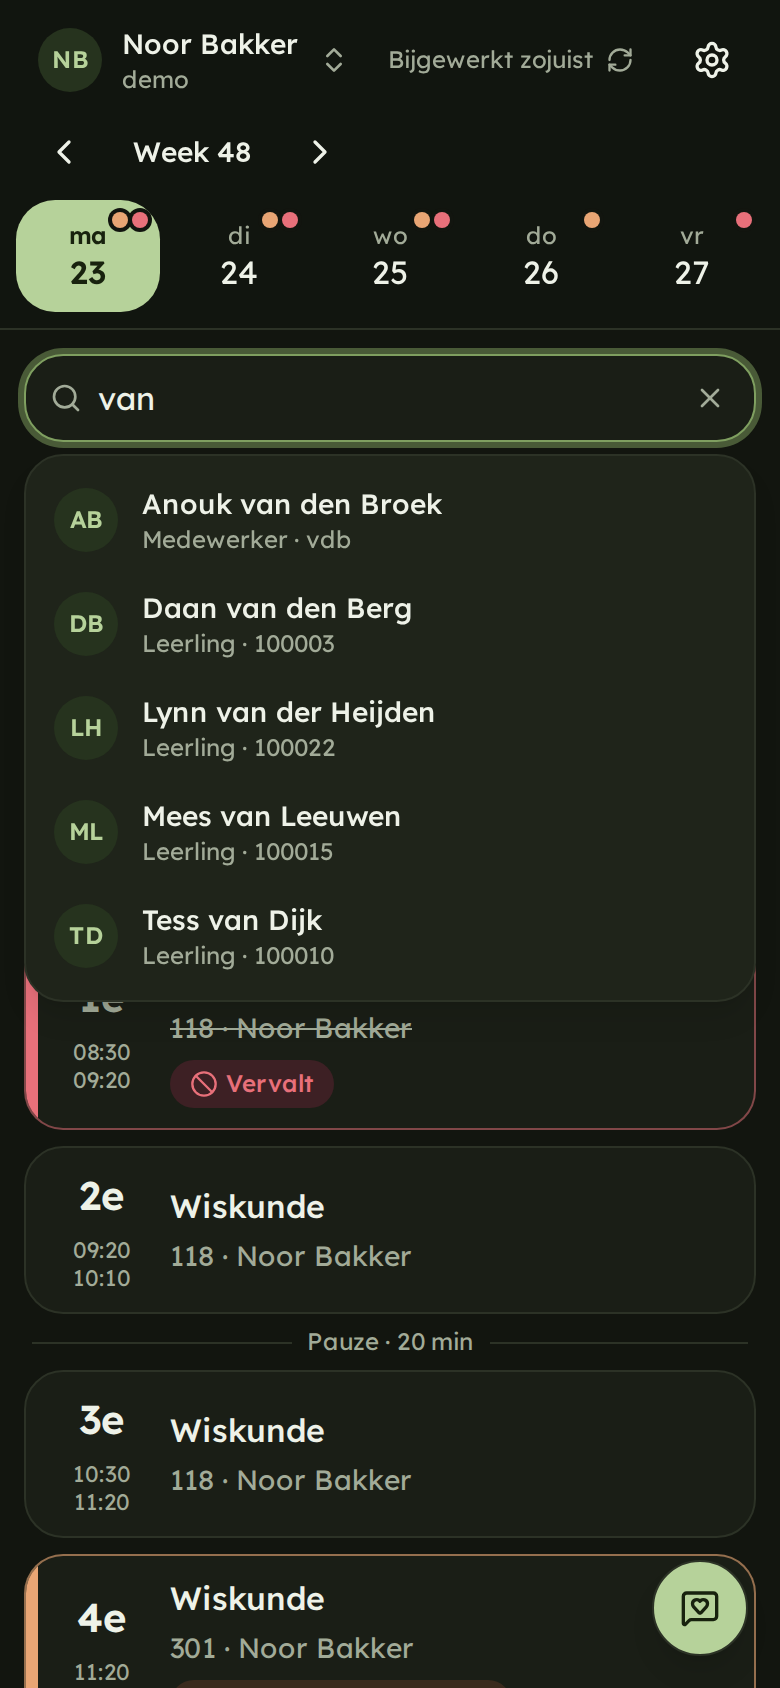 NB
Noor Bakker
demo
Bijgewerkt zojuist
Week 48
ma
23
di
24
wo
25
do
26
vr
27
van
AB
Anouk van den Broek
Medewerker · vdb
DB
Daan van den Berg
Leerling · 100003
LH
Lynn van der Heijden
Leerling · 100022
ML
Mees van Leeuwen
Leerling · 100015
TD
Tess van Dijk
Leerling · 100010
1e
118 · Noor Bakker
08:30
09:20
Vervalt
2e
Wiskunde
09:20
10:10
118 · Noor Bakker
Pauze · 20 min
3e
Wiskunde
10:30
11:20
118 · Noor Bakker
4e
Wiskunde
301 · Noor Bakker
11:20